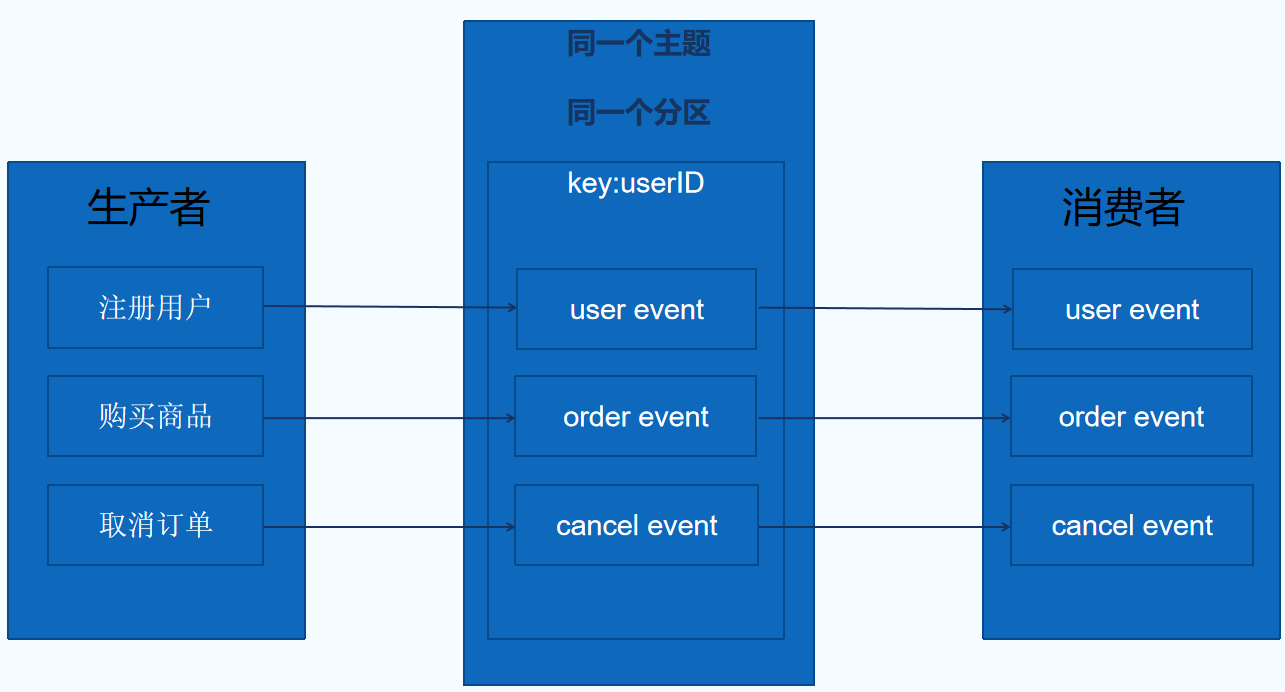 同一个主题
同一个分区
生产者
注册用户
购买商品
取消订单
key:userID
user event
order event
cancel event
消费者
user event
order event
cancel event